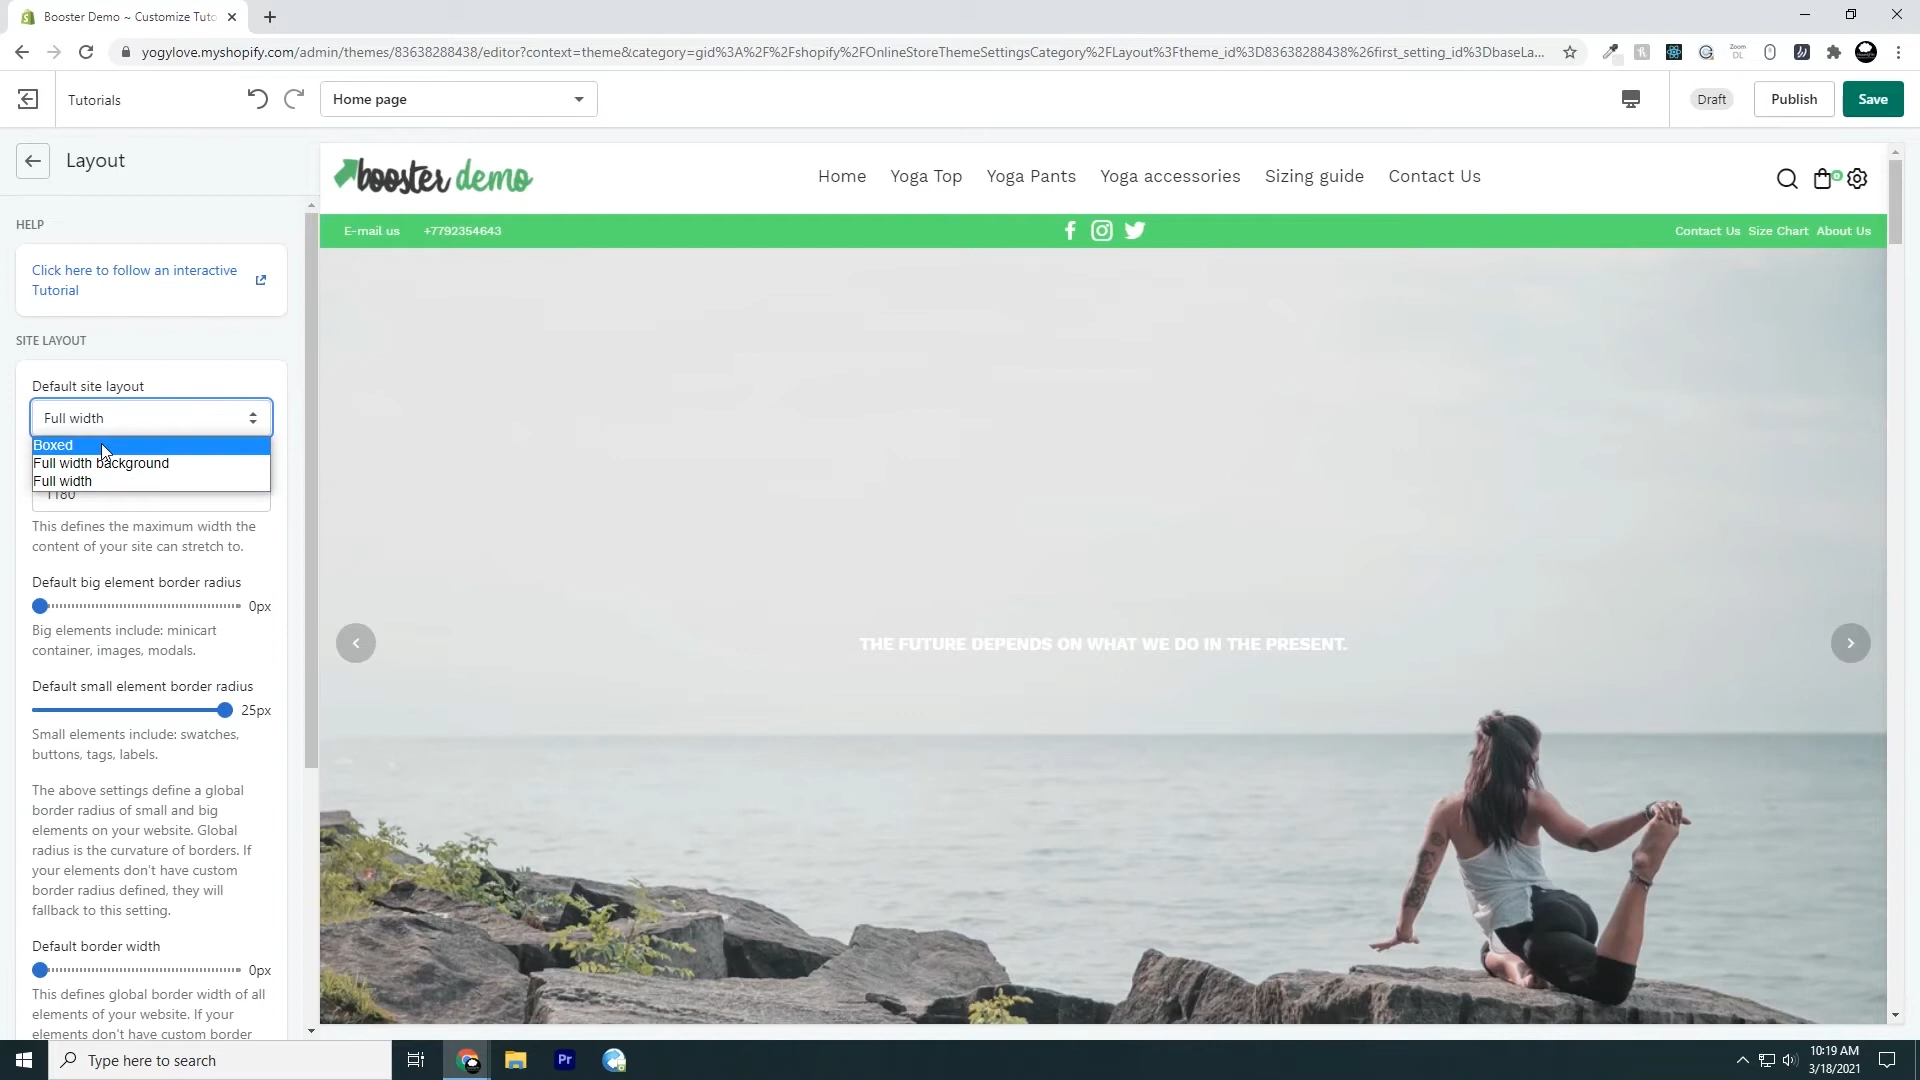 Booster Demo ~ Customize Tuto
yogylove.myshopify.com/admin/themes/83638288438/editor?context=theme&category=gid%3A%2F%2Fshopify%2FOnlineStoreThemeSettingsCategory%2FLayout%3Ftheme_id%3D83638288438%26first_setting_id%3DbaseLa...
Zoom DL
Tutorials
Home page
Draft
Publish
Save
Layout
booster demo
Home
Yoga Top
Yoga Pants
Yoga accessories
Sizing guide
Contact Us
E-mail us
+7792354643
Contact Us
Size Chart
About Us
HELP
Click here to follow an interactive
Tutorial
SITE LAYOUT
Default site layout
Full width
Boxed
Full width background
Full width
1180
This defines the maximum width the
content of your site can stretch to.
Default big element border radius
0px
Big elements include: minicart
container, images, modals.
Default small element border radius
25px
Small elements include: swatches,
buttons, tags, labels.
The above settings define a global
border radius of small and big
elements on your website. Global
radius is the curvature of borders. If
your elements don't have custom
border radius defined, they will
fallback to this setting.
Default border width
0px
This defines global border width of all
elements of your website. If your
elements don't have custom border
THE FUTURE DEPENDS ON WHAT WE DO IN THE PRESENT.
Type here to search
Pr
10:19 AM
3/18/2021